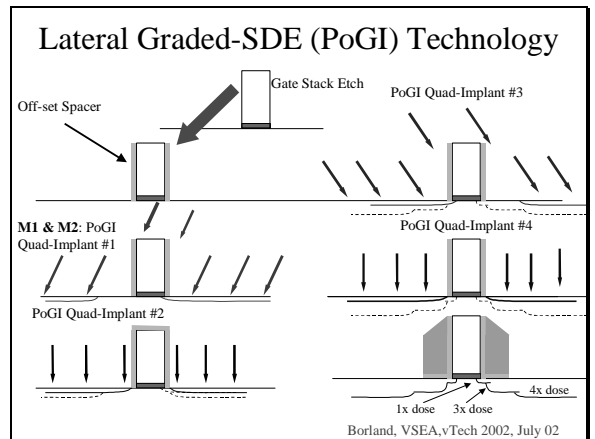 Lateral Graded-SDE (PoGI) Technology
Gate Stack Etch
Off-set Spacer
M1 & M2: PoGI
Quad-Implant #1
PoGI Quad-Implant #2
PoGI Quad-Implant #3
PoGI Quad-Implant #4
4x dose
1x dose
3x dose
Borland, VSEA,vTech 2002, July 02